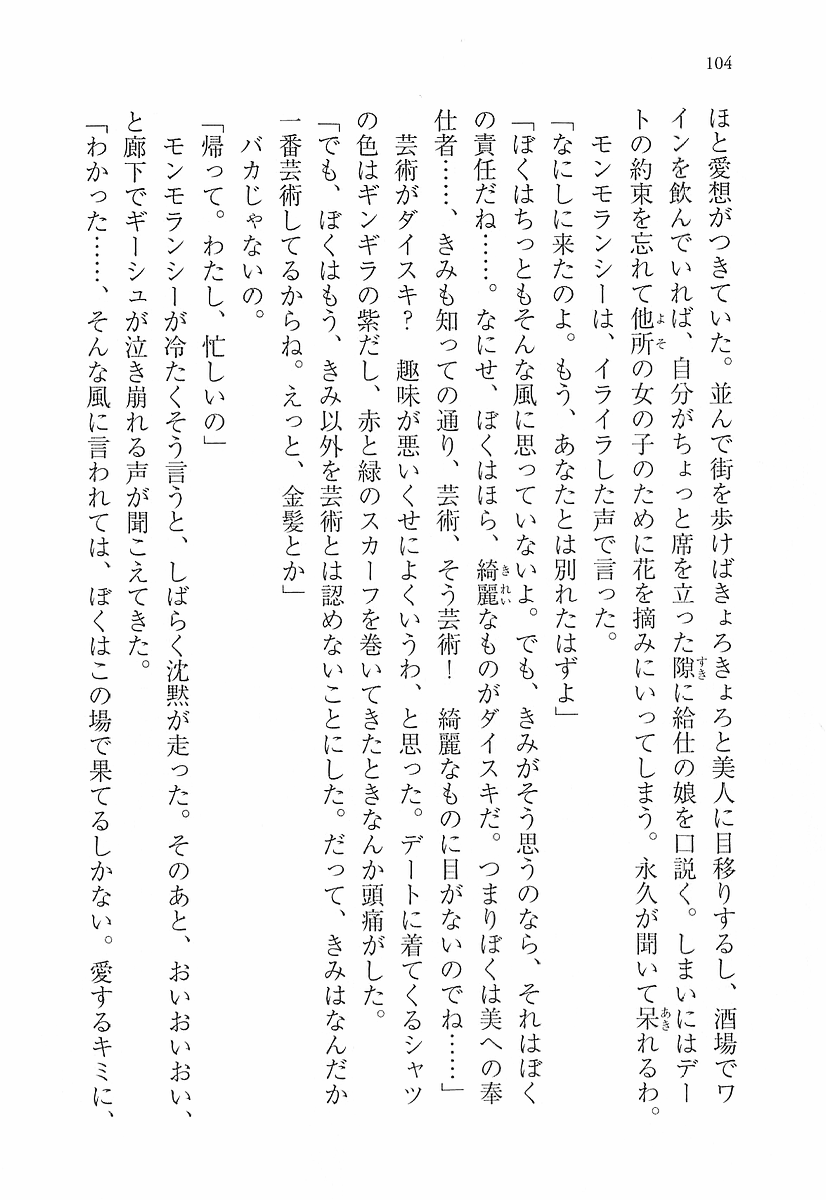 104
ほと愛想がつきていた。並んで街を歩けばきょろきょろと美人に目移りするし、酒場でワ
インを飲んでいれば、自分がちょっと席を立った隙に給仕の娘を口説く。しまいにはデー
トの約束を忘れて他所の女の子のために花を摘みにいってしまう。永久が聞いて呆れるわ。
モンモランシーは、イライラした声で言った。
「なにしに来たのよ。もう、あなたとは別れたはずよ」
「ぼくはちっともそんな風に思っていないよ。でも、きみがそう思うのなら、それはぼく
の責任だね……。なにせ、ぼくはほら、綺麗なものがダイスキだ。つまりぼくは美への奉
仕者……、きみも知っての通り、芸術、そう芸術！　綺麗なものに目がないのでね……」
芸術がダイスキ？　趣味が悪いくせによくいうわ、と思った。デートに着てくるシャツ
の色はギンギラの紫だし、赤と緑のスカーフを巻いてきたときなんか頭痛がした。
「でも、ぼくはもう、きみ以外を芸術とは認めないことにした。だって、きみはなんだか
一番芸術してるからね。えっと、金髪とか」
バカじゃないの。
「帰って。わたし、忙しいの」
モンモランシーが冷たくそう言うと、しばらく沈黙が走った。そのあと、おいおいおい、
と廊下でギーシュが泣き崩れる声が聞こえてきた。
「わかった……、そんな風に言われては、ぼくはこの場で果てるしかない。愛するキミに、